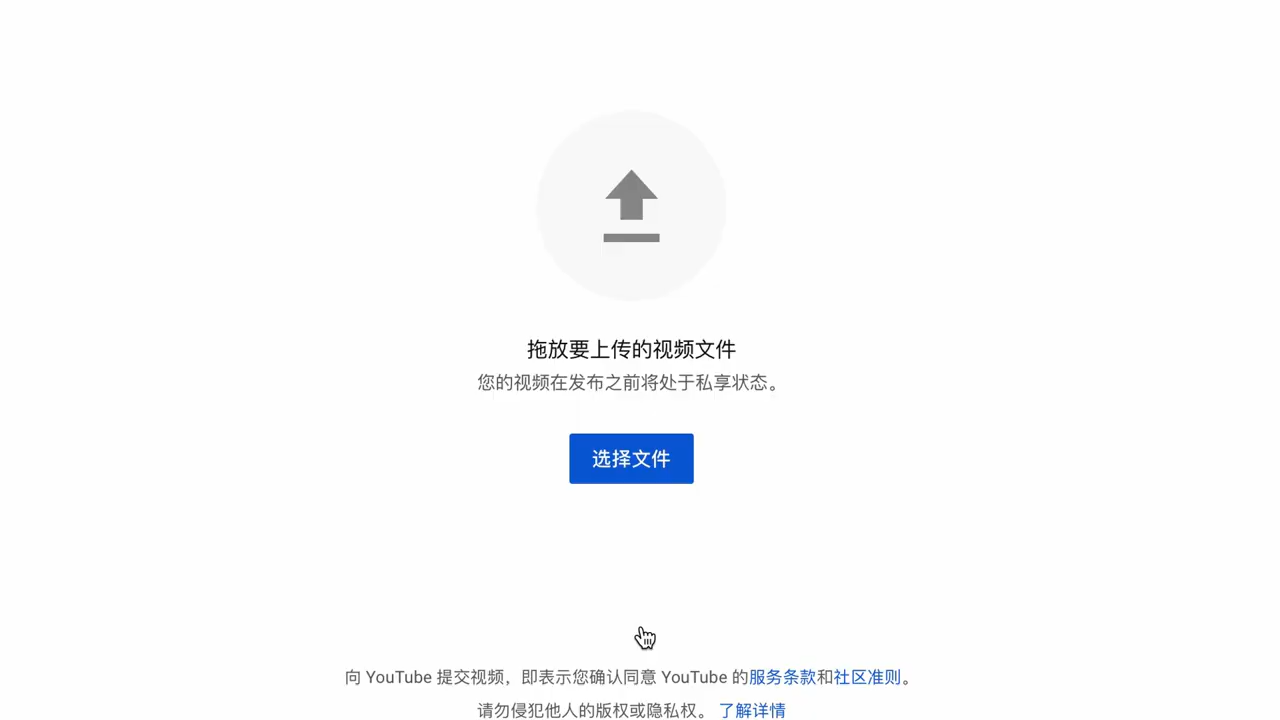 拖放要上传的视频文件
您的视频在发布之前将处于私享状态。
选择文件
向 YouTube 提交视频，即表示您确认同意 YouTube 的服务条款和社区准则。
请勿侵犯他人的版权或隐私权。 了解详情